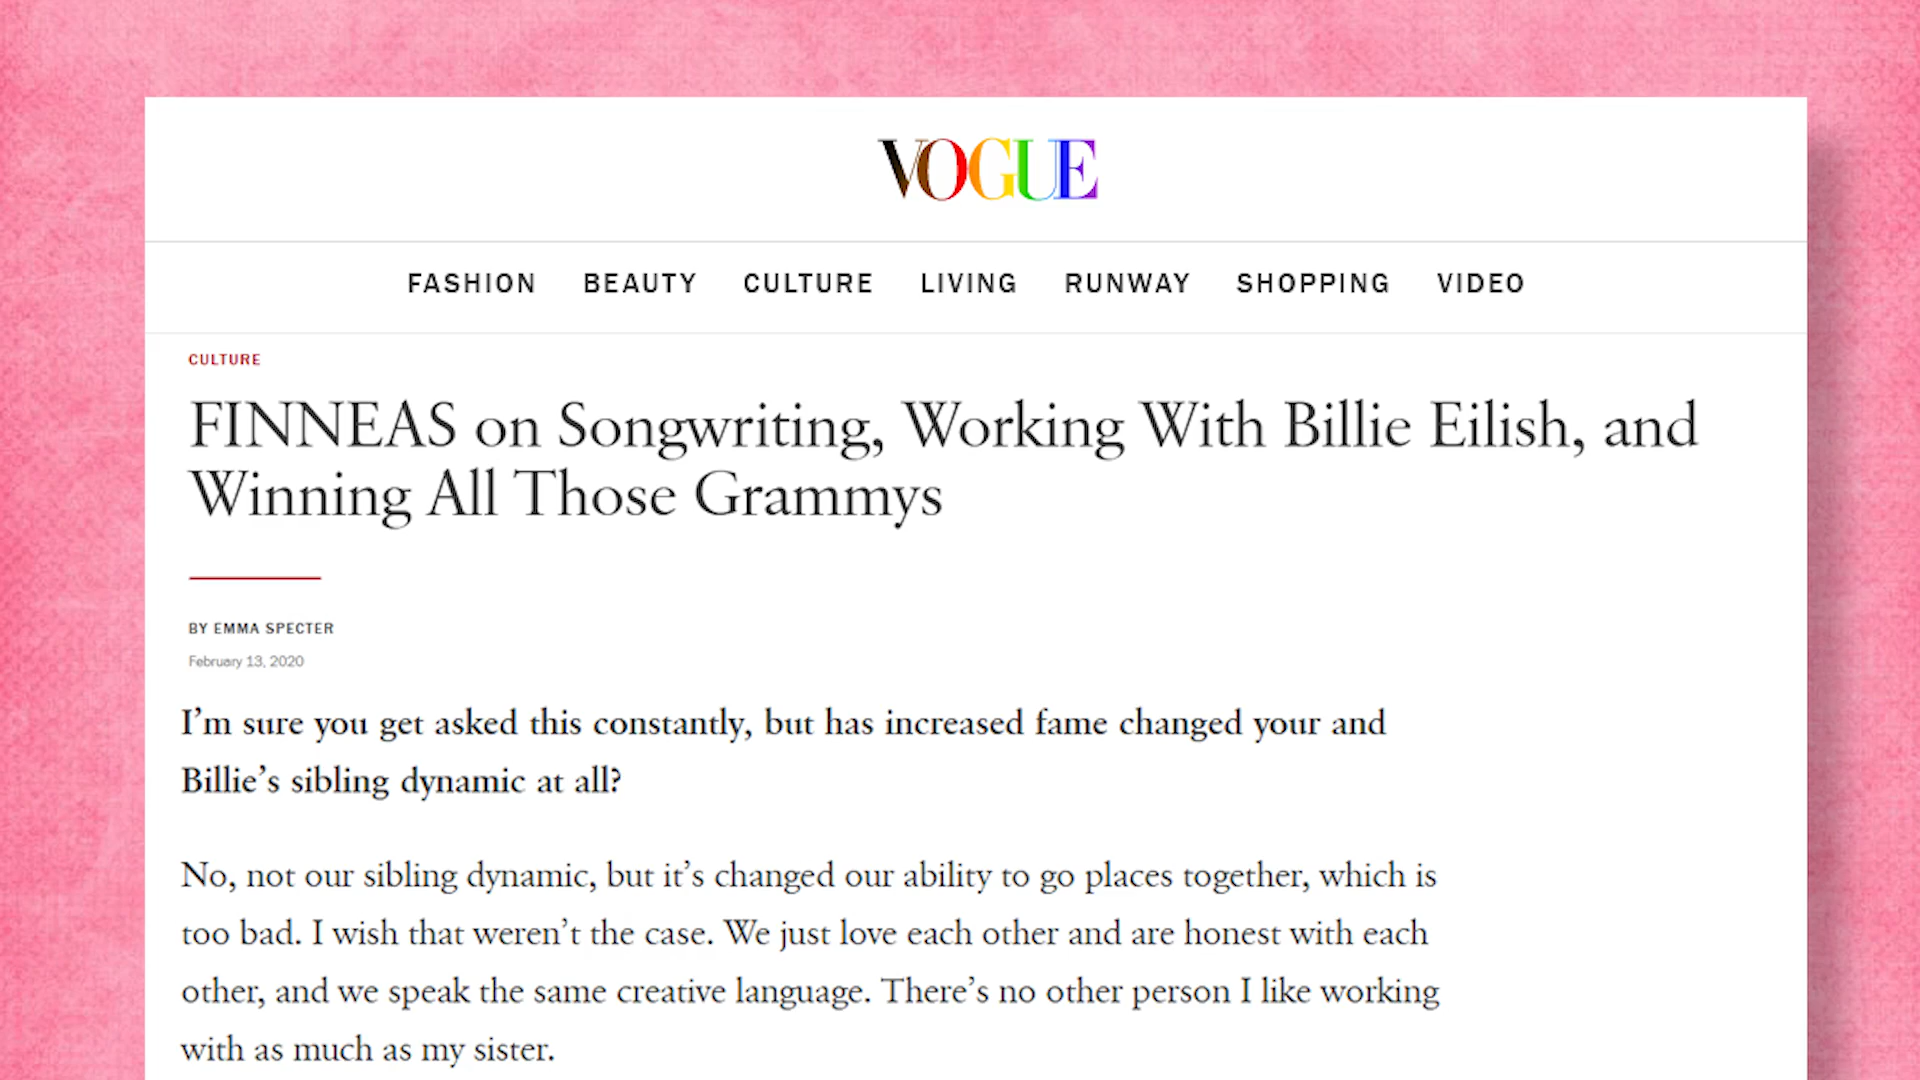 VOGUE
FASHION BEAUTY CULTURE LIVING RUNWAY SHOPPING VIDEO
CULTURE
FINNEAS on Songwriting, Working With Billie Eilish, and
Winning All Those Grammys
BY EMMA SPECTER
February 13, 2020
I’m sure you get asked this constantly, but has increased fame changed your and
Billie’s sibling dynamic at all?
No, not our sibling dynamic, but it’s changed our ability to go places together, which is
too bad. I wish that weren’t the case. We just love each other and are honest with each
other, and we speak the same creative language. There’s no other person I like working
with as much as my sister.